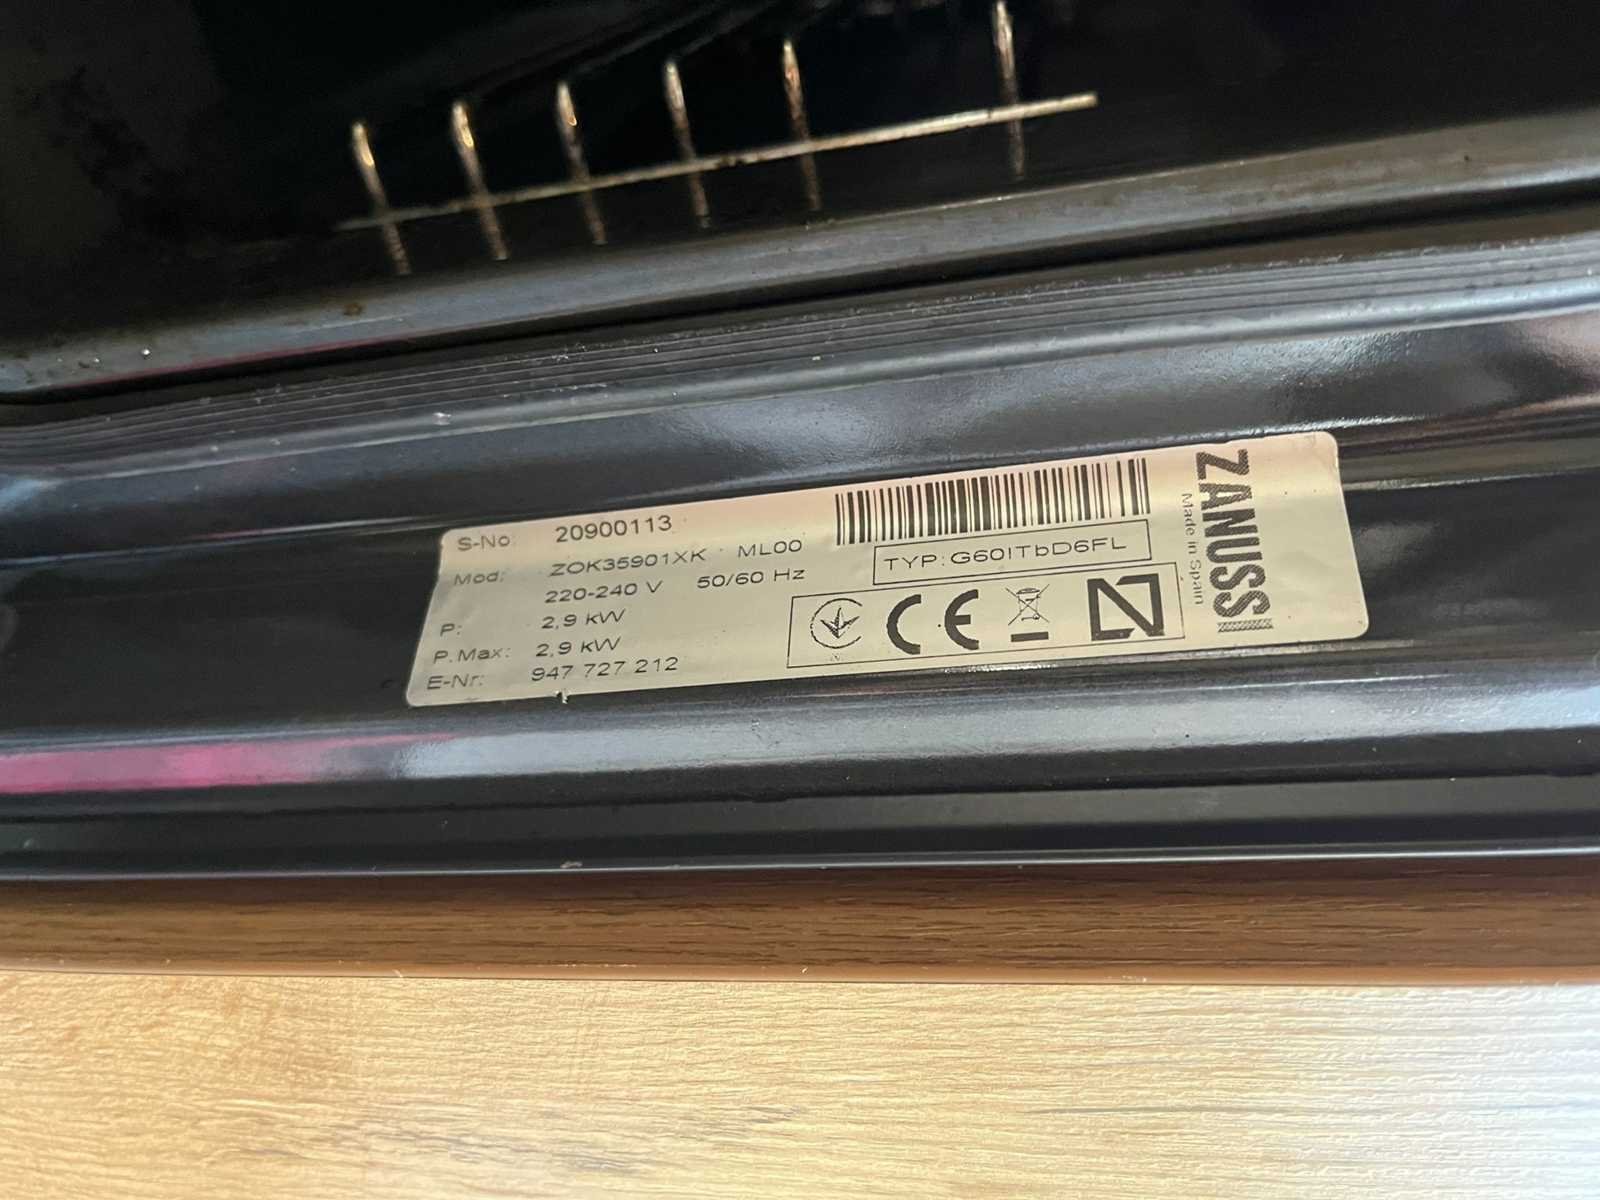 S-No: 20900113
Mod: ZOK35901XK ML00
220-240 V 50/60 Hz
P: 2,9 kW
P.Max: 2,9 kW
E-Nr: 947 727 212
TYP:G60ITbD6FL
CE
ZANUSSI
Made in Spain